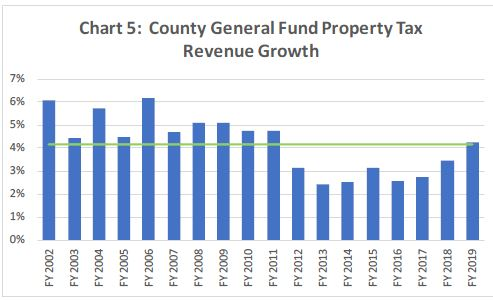 Chart 5:  County General Fund Property Tax
Revenue Growth
7%
6%
5%
4%
3%
2%
1%
0%
FY 2002
FY 2003
FY 2004
FY 2005
FY 2006
FY 2007
FY 2008
FY 2009
FY 2010
FY 2011
FY 2012
FY 2013
FY 2014
FY 2015
FY 2016
FY 2017
FY 2018
FY 2019